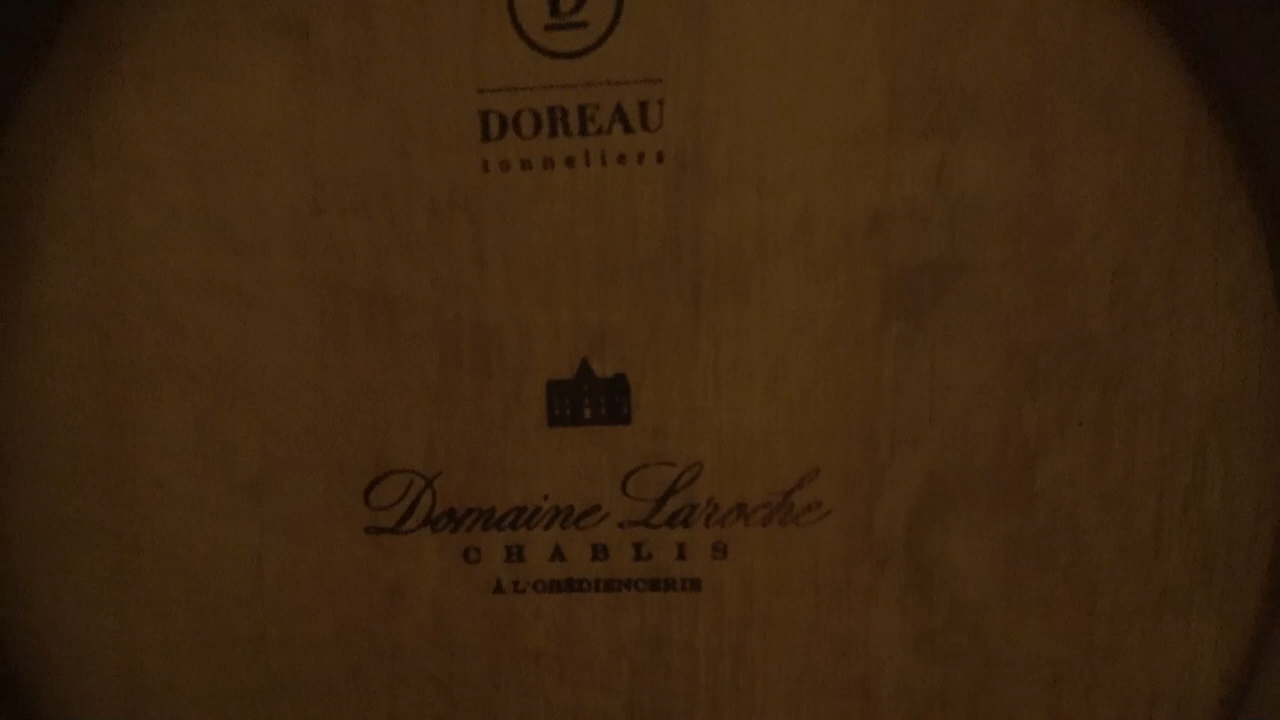 D
DOREAU
tonneliers
Domaine Laroche
CHABLIS
À L'OBÉDIENCERIE